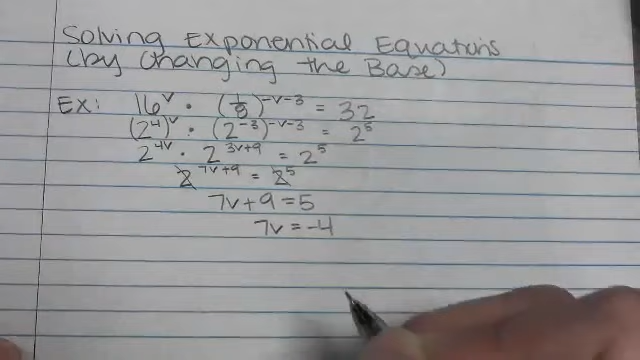 Solving Exponential Equations
(by Changing the Base)
Ex: 16^v · (1/8)^(-v-3) = 32
(2^4)^v · (2^-3)^(-v-3) = 2^5
2^(4v) · 2^(3v+9) = 2^5
2^(7v+9) = 2^5
7v + 9 = 5
7v = -4